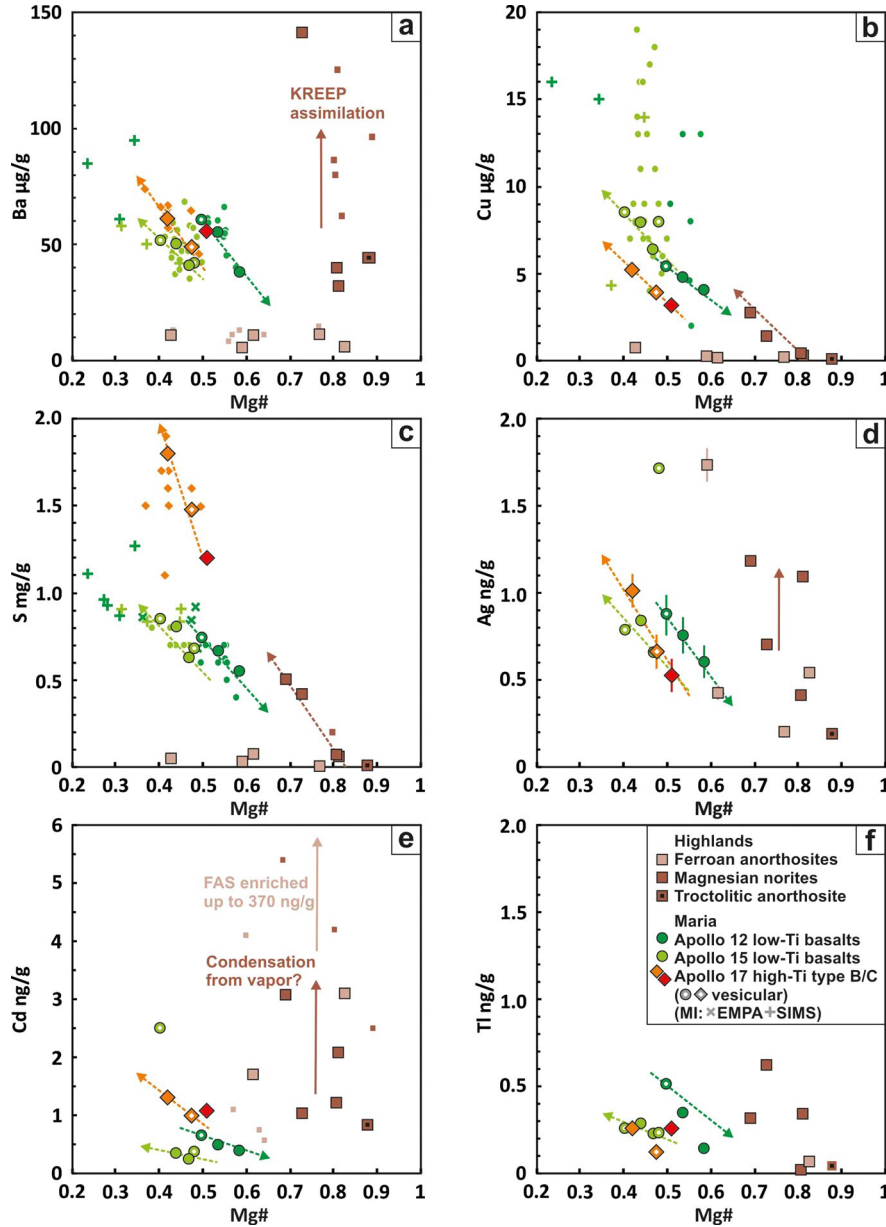 a
Ba µg/g
150
100
50
0
KREEP
assimilation
0.2 0.3 0.4 0.5 0.6 0.7 0.8 0.9 1
Mg#
b
Cu µg/g
20
15
10
5
0
0.2 0.3 0.4 0.5 0.6 0.7 0.8 0.9 1
Mg#
c
S mg/g
2.0
1.5
1.0
0.5
0
0.2 0.3 0.4 0.5 0.6 0.7 0.8 0.9 1
Mg#
d
Ag ng/g
2.0
1.5
1.0
0.5
0
0.2 0.3 0.4 0.5 0.6 0.7 0.8 0.9 1
Mg#
e
Cd ng/g
6
5
4
3
2
1
0
FAS enriched
up to 370 ng/g
Condensation
from vapor?
0.2 0.3 0.4 0.5 0.6 0.7 0.8 0.9 1
Mg#
f
Tl ng/g
2.0
1.5
1.0
0.5
0
Highlands
Ferroan anorthosites
Magnesian norites
Troctolitic anorthosite
Maria
Apollo 12 low-Ti basalts
Apollo 15 low-Ti basalts
Apollo 17 high-Ti type B/C
( vesicular)
(MI: ×EMPA+SIMS)
0.2 0.3 0.4 0.5 0.6 0.7 0.8 0.9 1
Mg#